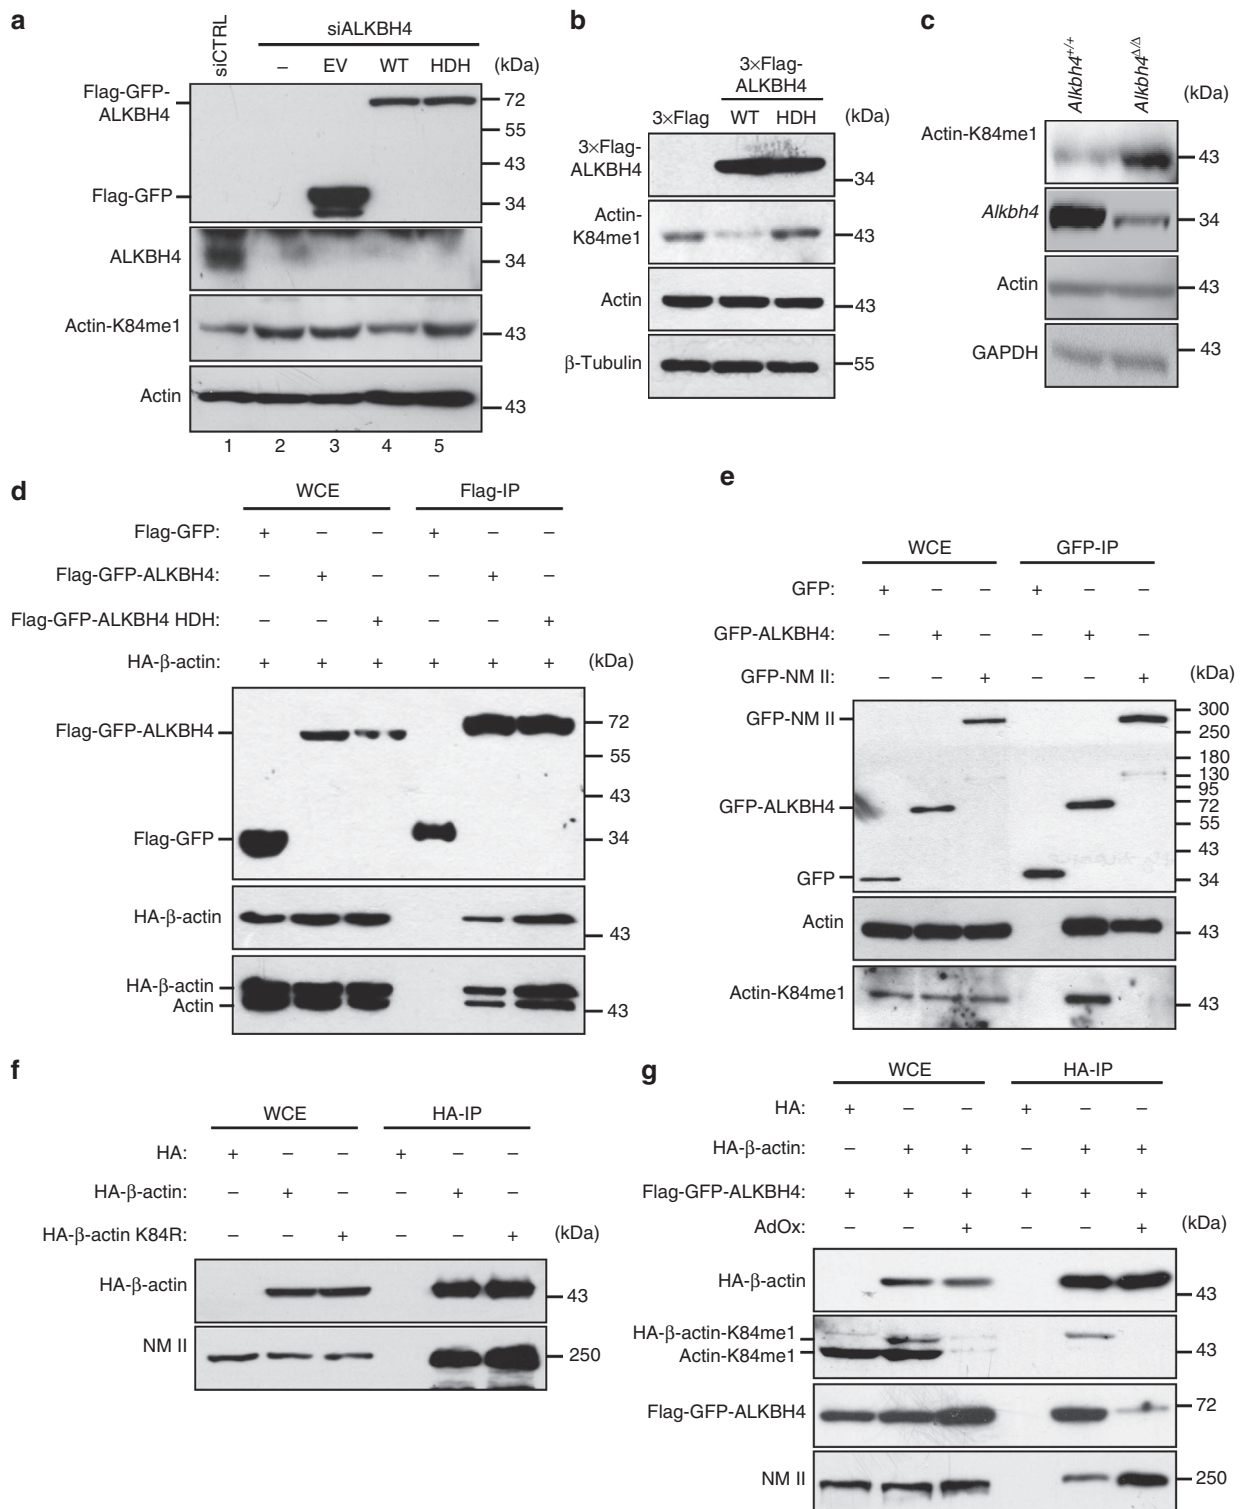 a
siCTRL
siALKBH4
– EV WT HDH (kDa)
Flag-GFP-
ALKBH4
72
55
43
Flag-GFP
34
ALKBH4
34
Actin-K84me1
43
Actin
43
1 2 3 4 5
b
3×Flag-
ALKBH4
3×Flag WT HDH (kDa)
3×Flag-
ALKBH4
34
Actin-
K84me1
43
Actin
43
β-Tubulin
55
c
Alkbh4+/+
Alkbh4Δ/Δ
(kDa)
Actin-K84me1
43
Alkbh4
34
Actin
43
GAPDH
43
d
WCE Flag-IP
Flag-GFP: + – – + – –
Flag-GFP-ALKBH4: – + – – + –
Flag-GFP-ALKBH4 HDH: – – + – – +
HA-β-actin: + + + + + + (kDa)
Flag-GFP-ALKBH4
72
55
43
Flag-GFP
34
HA-β-actin
43
HA-β-actin
Actin
43
e
WCE GFP-IP
GFP: + – – + – –
GFP-ALKBH4: – + – – + –
GFP-NM II: – – + – – + (kDa)
GFP-NM II
300
250
180
130
95
GFP-ALKBH4
72
55
43
GFP
34
Actin
43
Actin-K84me1
43
f
WCE HA-IP
HA: + – – + – –
HA-β-actin: – + – – + –
HA-β-actin K84R: – – + – – + (kDa)
HA-β-actin
43
NM II
250
g
WCE HA-IP
HA: + – – + – –
HA-β-actin: – + + – + +
Flag-GFP-ALKBH4: + + + + + +
AdOx: – – + – – + (kDa)
HA-β-actin
43
HA-β-actin-K84me1
Actin-K84me1
43
Flag-GFP-ALKBH4
72
NM II
250